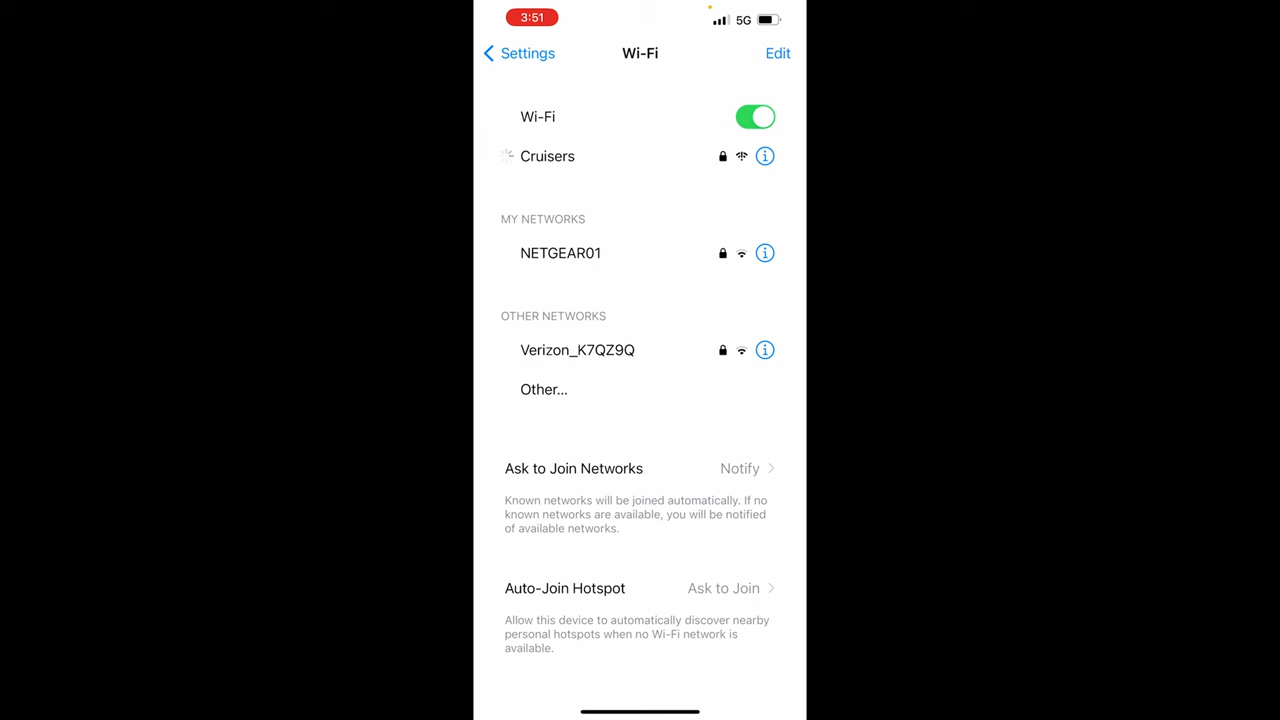 3:51
5G
Settings
Wi-Fi
Edit
Wi-Fi
Cruisers
MY NETWORKS
NETGEAR01
OTHER NETWORKS
Verizon_K7QZ9Q
Other...
Ask to Join Networks
Notify
Known networks will be joined automatically. If no
known networks are available, you will be notified
of available networks.
Auto-Join Hotspot
Ask to Join
Allow this device to automatically discover nearby
personal hotspots when no Wi-Fi network is
available.